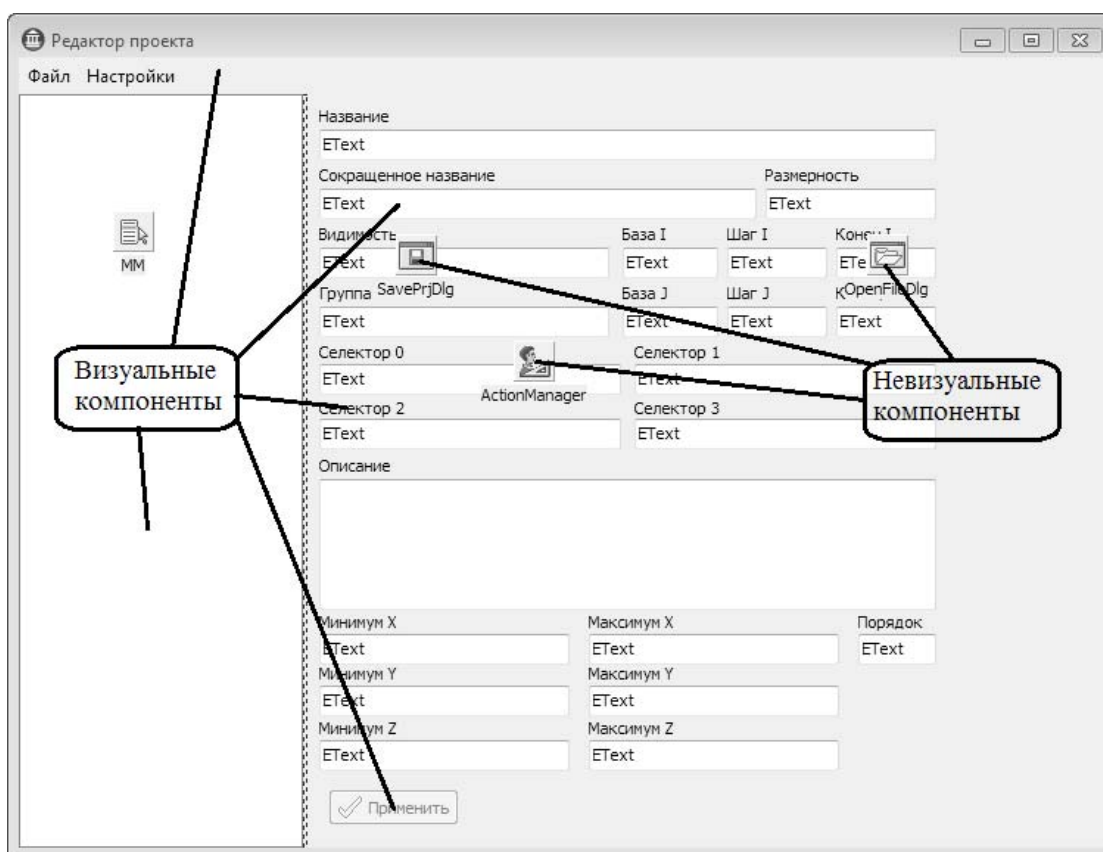 Редактор проекта
Файл Настройки
Название
EText
Сокращенное название Размерность
EText EText
MM
Видимость База I Шаг I Конец I
EText EText EText EText
SavePrjDlg OpenFileDlg
Группа База J Шаг J
EText EText EText EText
Селектор 0 Селектор 1
EText EText
ActionManager
Селектор 2 Селектор 3
EText EText
Визуальные
компоненты
Невизуальные
компоненты
Описание
Минимум X Максимум X Порядок
EText EText EText
Минимум Y Максимум Y
EText EText
Минимум Z Максимум Z
EText EText
Применить